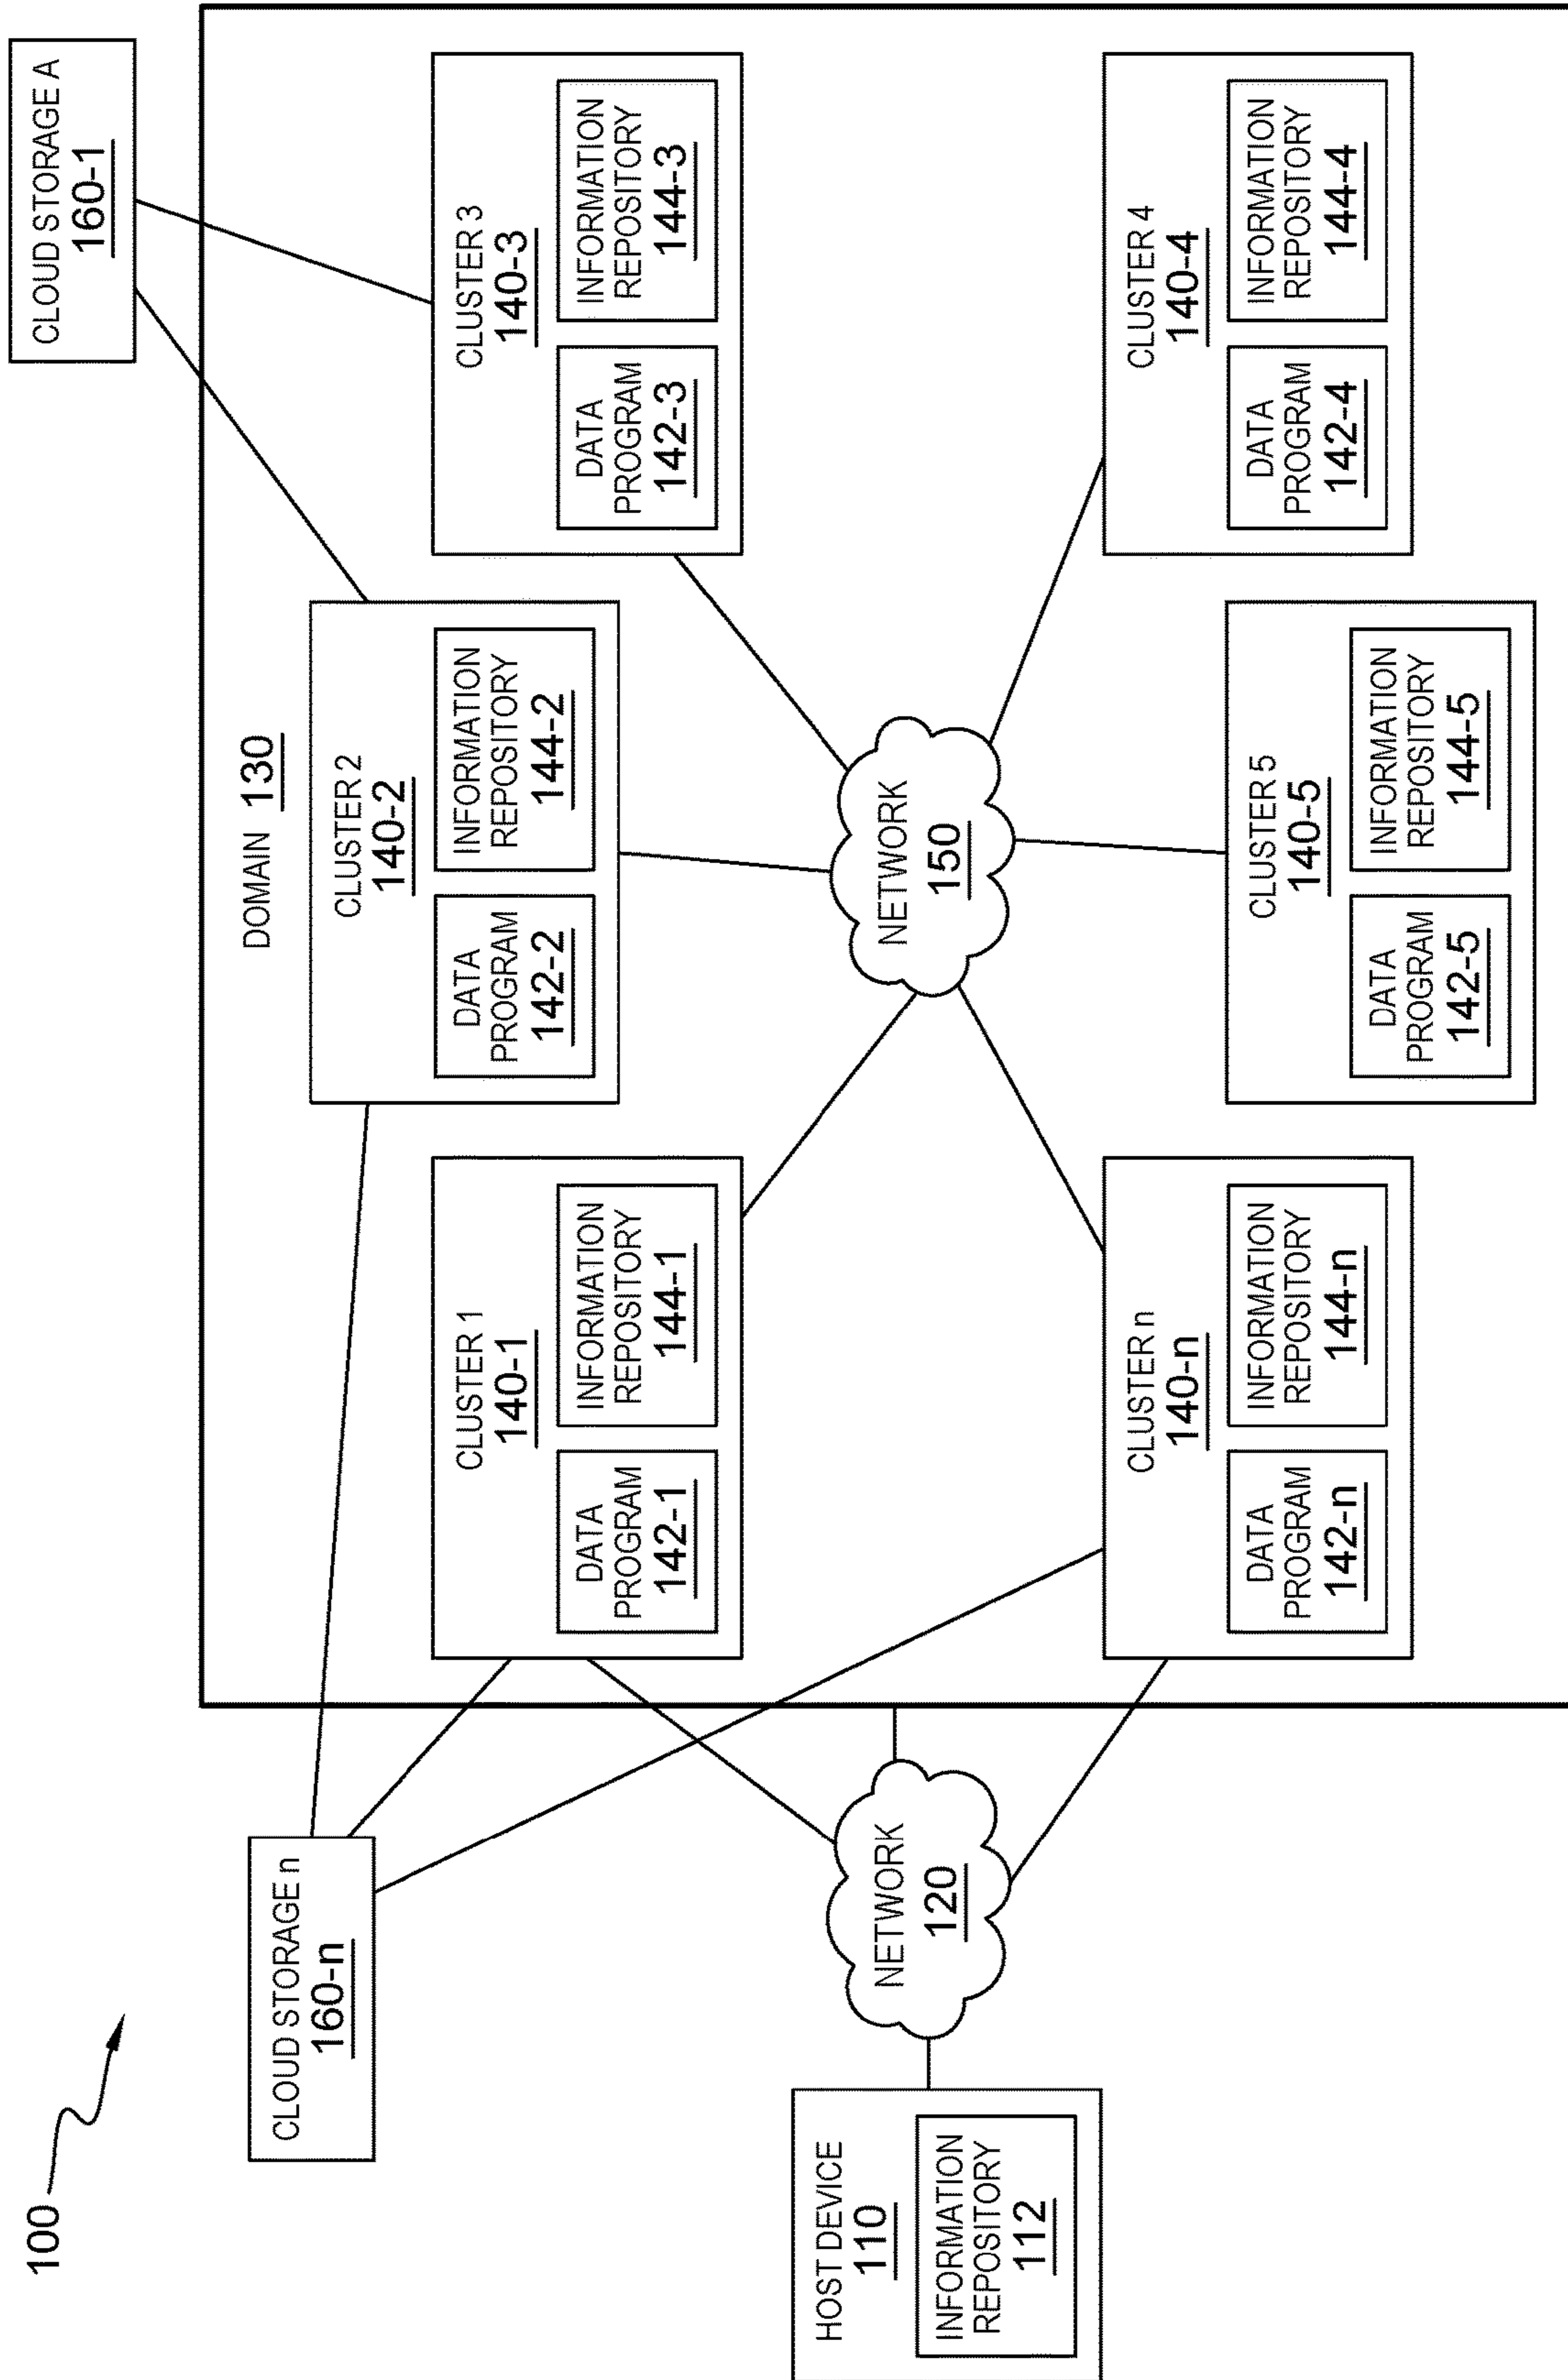 100
CLOUD STORAGE n
160-n
CLOUD STORAGE A
160-1
DOMAIN 130
CLUSTER 2
140-2
DATA
PROGRAM
142-2
INFORMATION
REPOSITORY
144-2
CLUSTER 1
140-1
DATA
PROGRAM
142-1
INFORMATION
REPOSITORY
144-1
CLUSTER 3
140-3
DATA
PROGRAM
142-3
INFORMATION
REPOSITORY
144-3
HOST DEVICE
110
INFORMATION
REPOSITORY
112
NETWORK
120
NETWORK
150
CLUSTER n
140-n
DATA
PROGRAM
142-n
INFORMATION
REPOSITORY
144-n
CLUSTER 5
140-5
DATA
PROGRAM
142-5
INFORMATION
REPOSITORY
144-5
CLUSTER 4
140-4
DATA
PROGRAM
142-4
INFORMATION
REPOSITORY
144-4